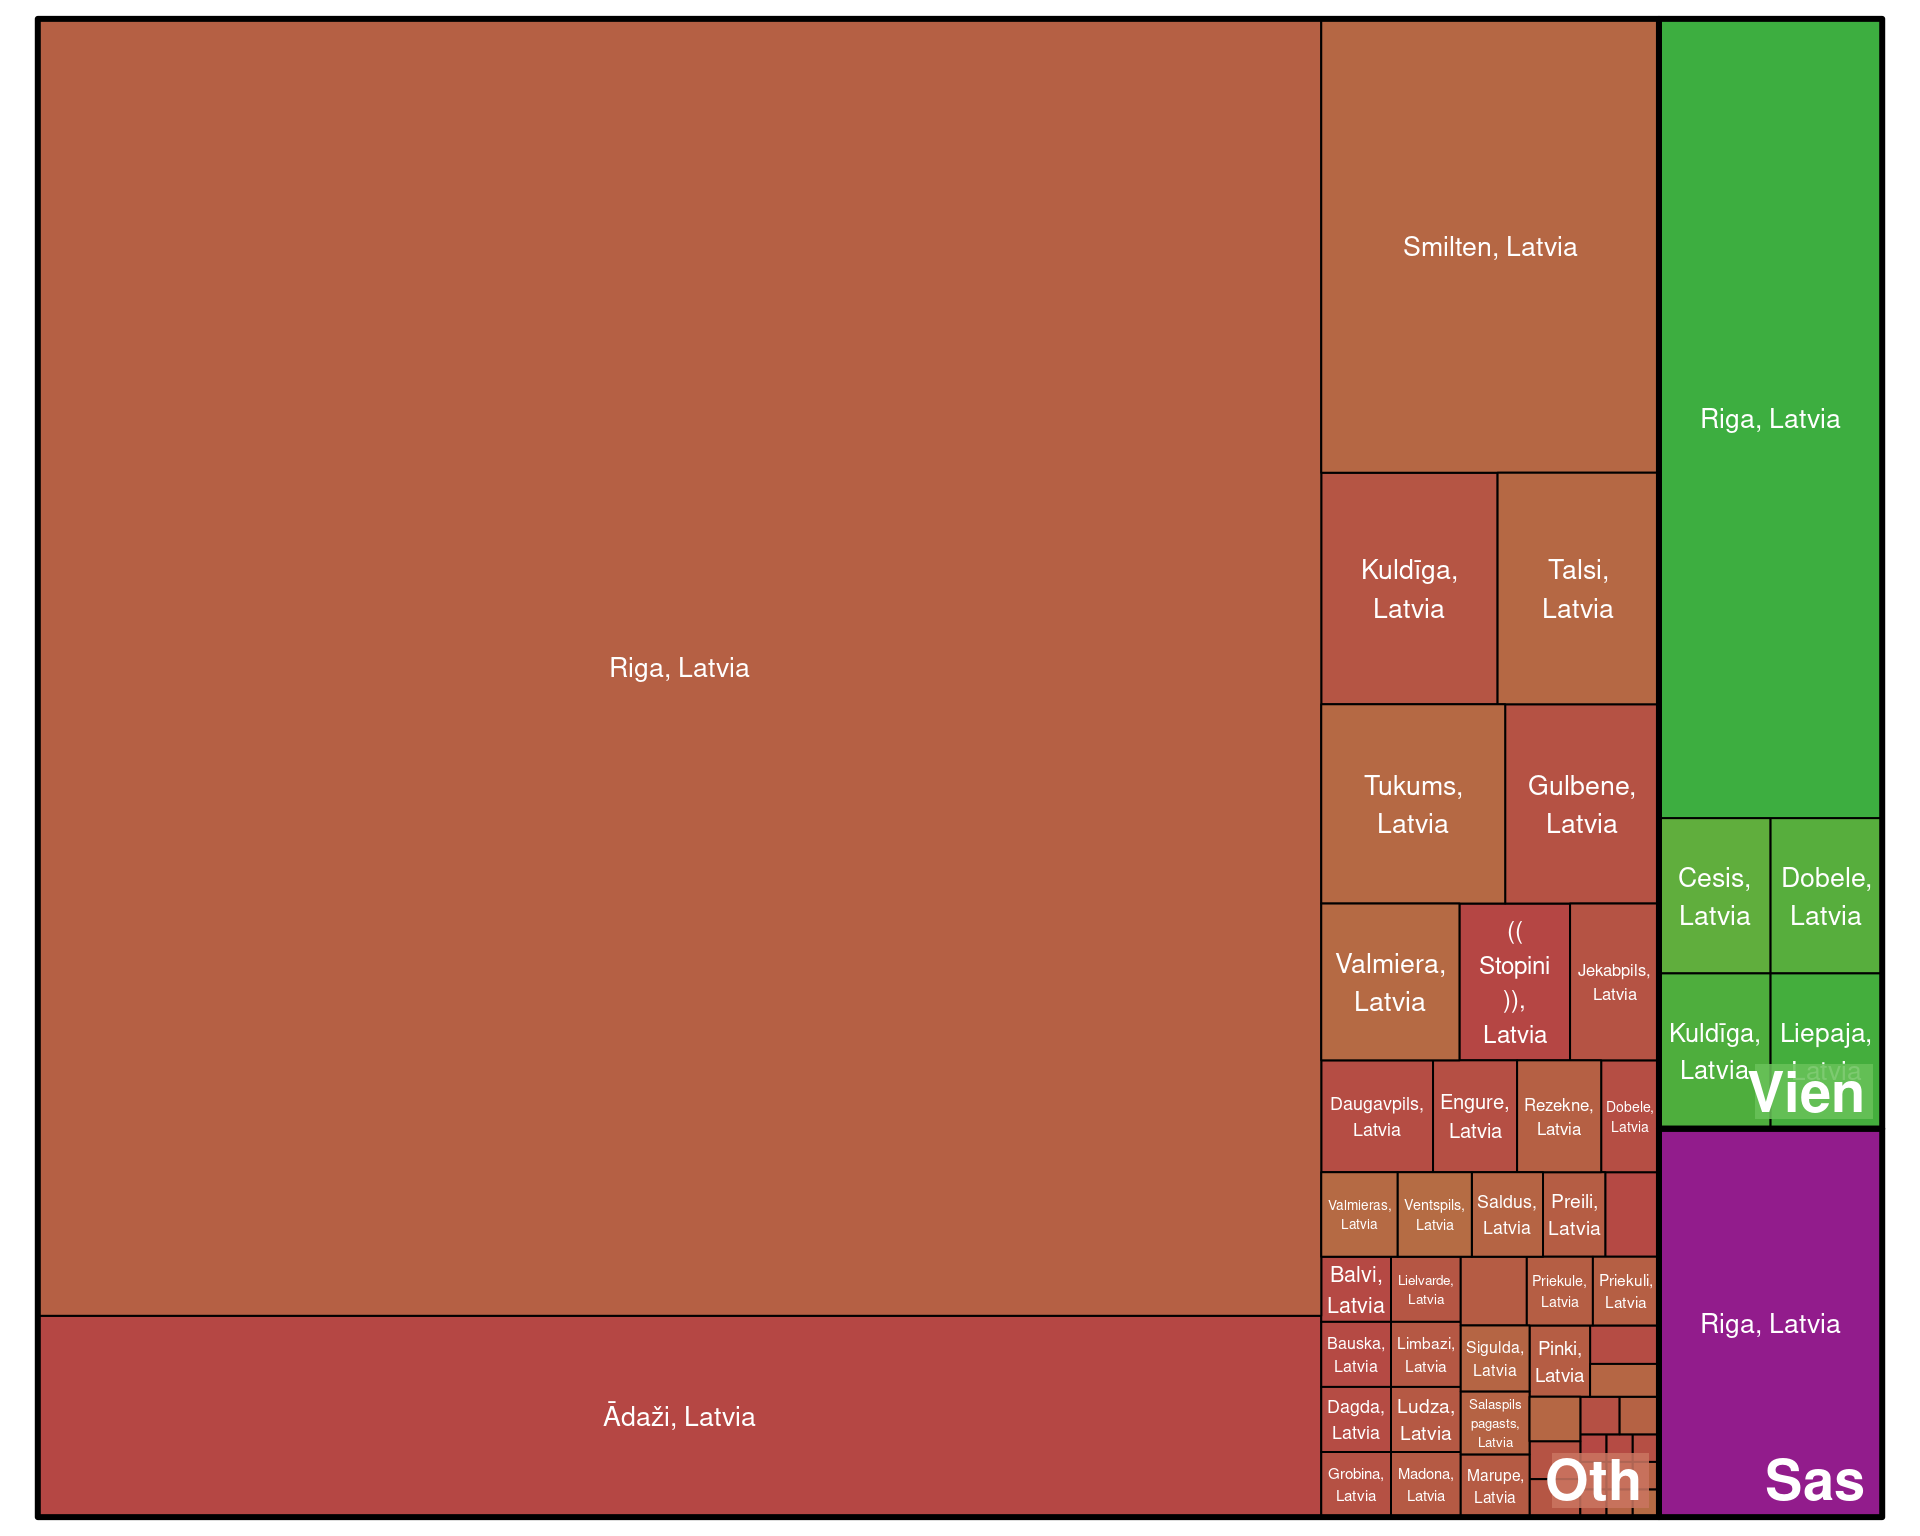 Riga, Latvia
Ādaži, Latvia
Smilten, Latvia
Kuldīga,
Latvia
Talsi,
Latvia
Tukums,
Latvia
Gulbene,
Latvia
Valmiera,
Latvia
((
Stopini
)),
Latvia
Jekabpils,
Latvia
Daugavpils,
Latvia
Engure,
Latvia
Rezekne,
Latvia
Dobele,
Latvia
Valmieras,
Latvia
Ventspils,
Latvia
Saldus,
Latvia
Preili,
Latvia
Balvi,
Latvia
Lielvarde,
Latvia
Priekule,
Latvia
Priekuli,
Latvia
Bauska,
Latvia
Limbazi,
Latvia
Sigulda,
Latvia
Pinki,
Latvia
Dagda,
Latvia
Ludza,
Latvia
Salaspils
pagasts,
Latvia
Grobina,
Latvia
Madona,
Latvia
Marupe,
Latvia
Oth
Riga, Latvia
Cesis,
Latvia
Dobele,
Latvia
Kuldīga,
Latvia
Liepaja,
Latvia
Vien
Riga, Latvia
Sas